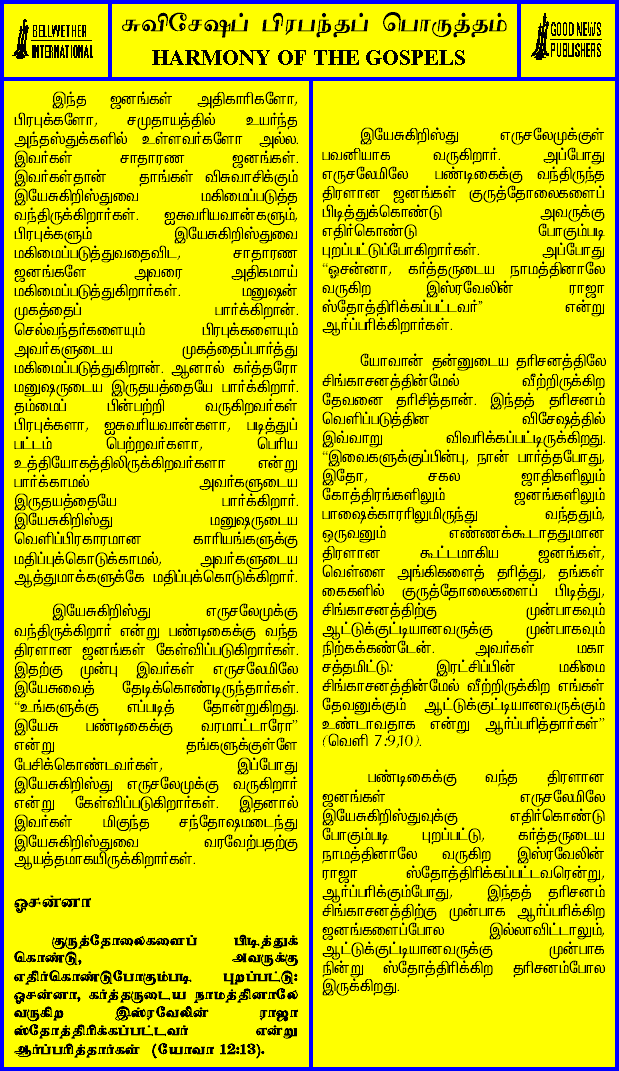 BELLWETHER
INTERNATIONAL
சுவிசேஷப் பிரபந்தப் பொருத்தம்
HARMONY OF THE GOSPELS
GOOD NEWS
PUBLISHERS
இந்த ஜனங்கள் அதிகாரிகளோ,
பிரபுக்களோ, சமுதாயத்தில் உயர்ந்த
அந்தஸ்துக்களில் உள்ளவர்களோ அல்ல.
இவர்கள் சாதாரண ஜனங்கள்.
இவர்கள்தான் தாங்கள் விசுவாசிக்கும்
இயேசுகிறிஸ்துவை மகிமைப்படுத்த
வந்திருக்கிறார்கள். ஐசுவரியவான்களும்,
பிரபுக்களும் இயேசுகிறிஸ்துவை
மகிமைப்படுத்துவதைவிட, சாதாரண
ஜனங்களே அவரை அதிகமாய்
மகிமைப்படுத்துகிறார்கள். மனுஷன்
முகத்தைப் பார்க்கிறான்.
செல்வந்தர்களையும் பிரபுக்களையும்
அவர்களுடைய முகத்தைப்பார்த்து
மகிமைப்படுத்துகிறான். ஆனால் கர்த்தரோ
மனுஷருடைய இருதயத்தையே பார்க்கிறார்.
தம்மைப் பின்பற்றி வருகிறவர்கள்
பிரபுக்களா, ஐசுவரியவான்களா, படித்துப்
பட்டம் பெற்றவர்களா, பெரிய
உத்தியோகத்திலிருக்கிறவர்களா என்று
பார்க்காமல் அவர்களுடைய
இருதயத்தையே பார்க்கிறார்.
இயேசுகிறிஸ்து மனுஷருடைய
வெளிப்பிரகாரமான காரியங்களுக்கு
மதிப்புக்கொடுக்காமல், அவர்களுடைய
ஆத்துமாக்களுக்கே மதிப்புக்கொடுக்கிறார்.
இயேசுகிறிஸ்து எருசலேமுக்கு
வந்திருக்கிறார் என்று பண்டிகைக்கு வந்த
திரளான ஜனங்கள் கேள்விப்படுகிறார்கள்.
இதற்கு முன்பு இவர்கள் எருசலேமிலே
இயேசுவைத் தேடிக்கொண்டிருந்தார்கள்.
“உங்களுக்கு எப்படித் தோன்றுகிறது.
இயேசு பண்டிகைக்கு வரமாட்டாரோ”
என்று தங்களுக்குள்ளே
பேசிக்கொண்டவர்கள், இப்போது
இயேசுகிறிஸ்து எருசலேமுக்கு வருகிறார்
என்று கேள்விப்படுகிறார்கள். இதனால்
இவர்கள் மிகுந்த சந்தோஷமடைந்து
இயேசுகிறிஸ்துவை வரவேற்பதற்கு
ஆயத்தமாகயிருக்கிறார்கள்.
ஓசன்னா
குருத்தோலைகளைப் பிடித்துக்
கொண்டு, அவருக்கு
எதிர்கொண்டுபோகும்படி புறப்பட்டு:
ஓசன்னா, கர்த்தருடைய நாமத்தினாலே
வருகிற இஸ்ரவேலின் ராஜா
ஸ்தோத்திரிக்கப்பட்டவர் என்று
ஆர்ப்பரித்தார்கள் (யோவா 12:13).
இயேசுகிறிஸ்து எருசலேமுக்குள்
பவனியாக வருகிறார். அப்போது
எருசலேமிலே பண்டிகைக்கு வந்திருந்த
திரளான ஜனங்கள் குருத்தோலைகளைப்
பிடித்துக்கொண்டு அவருக்கு
எதிர்கொண்டு போகும்படி
புறப்பட்டுப்போகிறார்கள். அப்போது
“ஓசன்னா, கர்த்தருடைய நாமத்தினாலே
வருகிற இஸ்ரவேலின் ராஜா
ஸ்தோத்திரிக்கப்பட்டவர்” என்று
ஆர்ப்பரிக்கிறார்கள்.
யோவான் தன்னுடைய தரிசனத்திலே
சிங்காசனத்தின்மேல் வீற்றிருக்கிற
தேவனை தரிசித்தான். இந்தத் தரிசனம்
வெளிப்படுத்தின விசேஷத்தில்
இவ்வாறு விவரிக்கப்பட்டிருக்கிறது.
“இவைகளுக்குப்பின்பு, நான் பார்த்தபோது,
இதோ, சகல ஜாதிகளிலும்
கோத்திரங்களிலும் ஜனங்களிலும்
பாஷைக்காரரிலுமிருந்து வந்ததும்,
ஒருவனும் எண்ணக்கூடாததுமான
திரளான கூட்டமாகிய ஜனங்கள்,
வெள்ளை அங்கிகளைத் தரித்து, தங்கள்
கைகளில் குருத்தோலைகளைப் பிடித்து,
சிங்காசனத்திற்கு முன்பாகவும்
ஆட்டுக்குட்டியானவருக்கு முன்பாகவும்
நிற்கக்கண்டேன். அவர்கள் மகா
சத்தமிட்டு: இரட்சிப்பின் மகிமை
சிங்காசனத்தின்மேல் வீற்றிருக்கிற எங்கள்
தேவனுக்கும் ஆட்டுக்குட்டியானவருக்கும்
உண்டாவதாக என்று ஆர்ப்பரித்தார்கள்”
(வெளி 7:9,10).
பண்டிகைக்கு வந்த திரளான
ஜனங்கள் எருசலேமிலே
இயேசுகிறிஸ்துவுக்கு எதிர்கொண்டு
போகும்படி புறப்பட்டு, கர்த்தருடைய
நாமத்தினாலே வருகிற இஸ்ரவேலின்
ராஜா ஸ்தோத்திரிக்கப்பட்டவரென்று,
ஆர்ப்பரிக்கும்போது, இந்தத் தரிசனம்
சிங்காசனத்திற்கு முன்பாக ஆர்ப்பரிக்கிற
ஜனங்களைப்போல இல்லாவிட்டாலும்,
ஆட்டுக்குட்டியானவருக்கு முன்பாக
நின்று ஸ்தோத்திரிக்கிற தரிசனம்போல
இருக்கிறது.